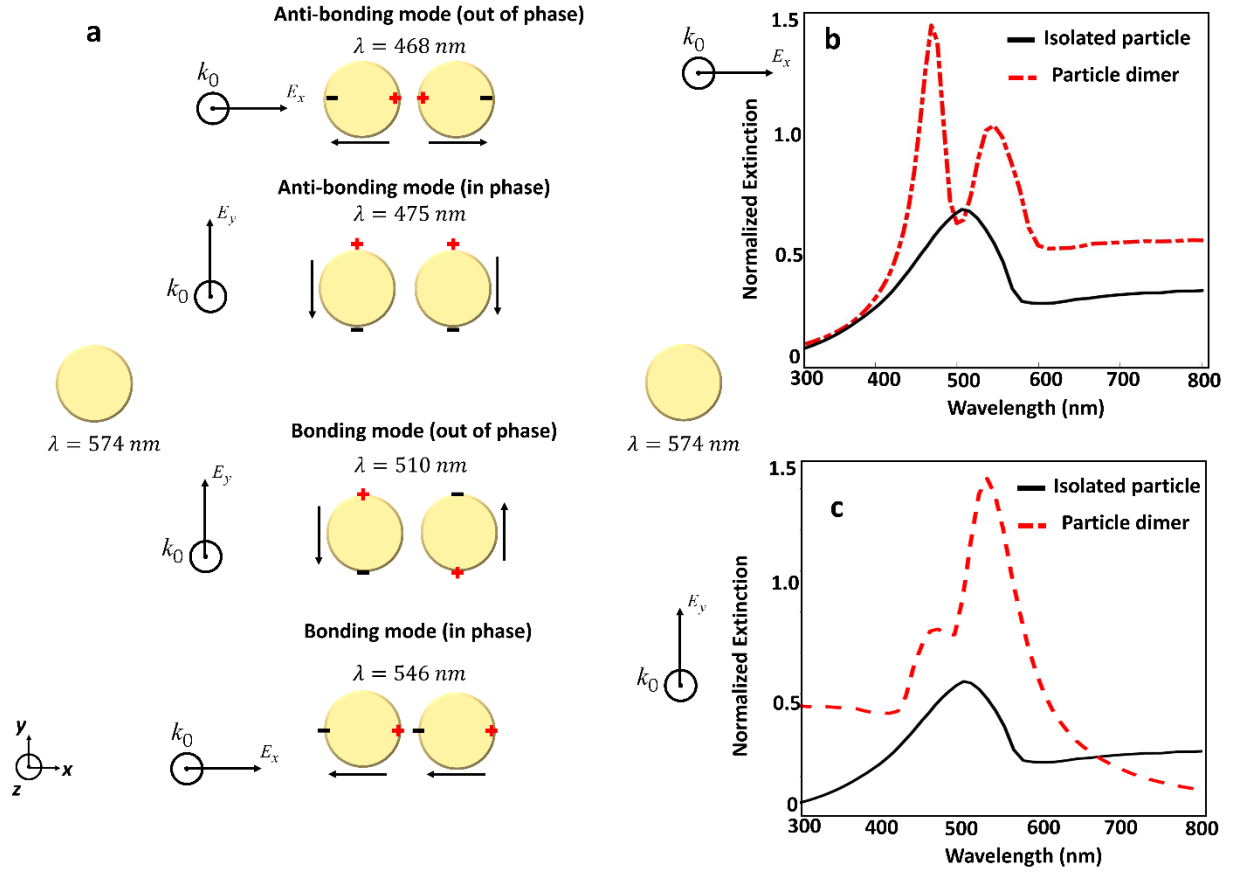 a
Anti-bonding mode (out of phase)
λ = 468 nm
k0
Ex
- + + -
Anti-bonding mode (in phase)
λ = 475 nm
Ey
k0
+ +
- -
λ = 574 nm
Bonding mode (out of phase)
λ = 510 nm
Ey
k0
+ -
- +
Bonding mode (in phase)
λ = 546 nm
k0
Ex
- + - +
y
x
z
b
k0
Ex
Isolated particle
Particle dimer
Normalized Extinction
1.5
1.0
0.5
0
300 400 500 600 700 800
Wavelength (nm)
λ = 574 nm
c
Ey
k0
Isolated particle
Particle dimer
Normalized Extinction
1.5
1.0
0.5
0
300 400 500 600 700 800
Wavelength (nm)